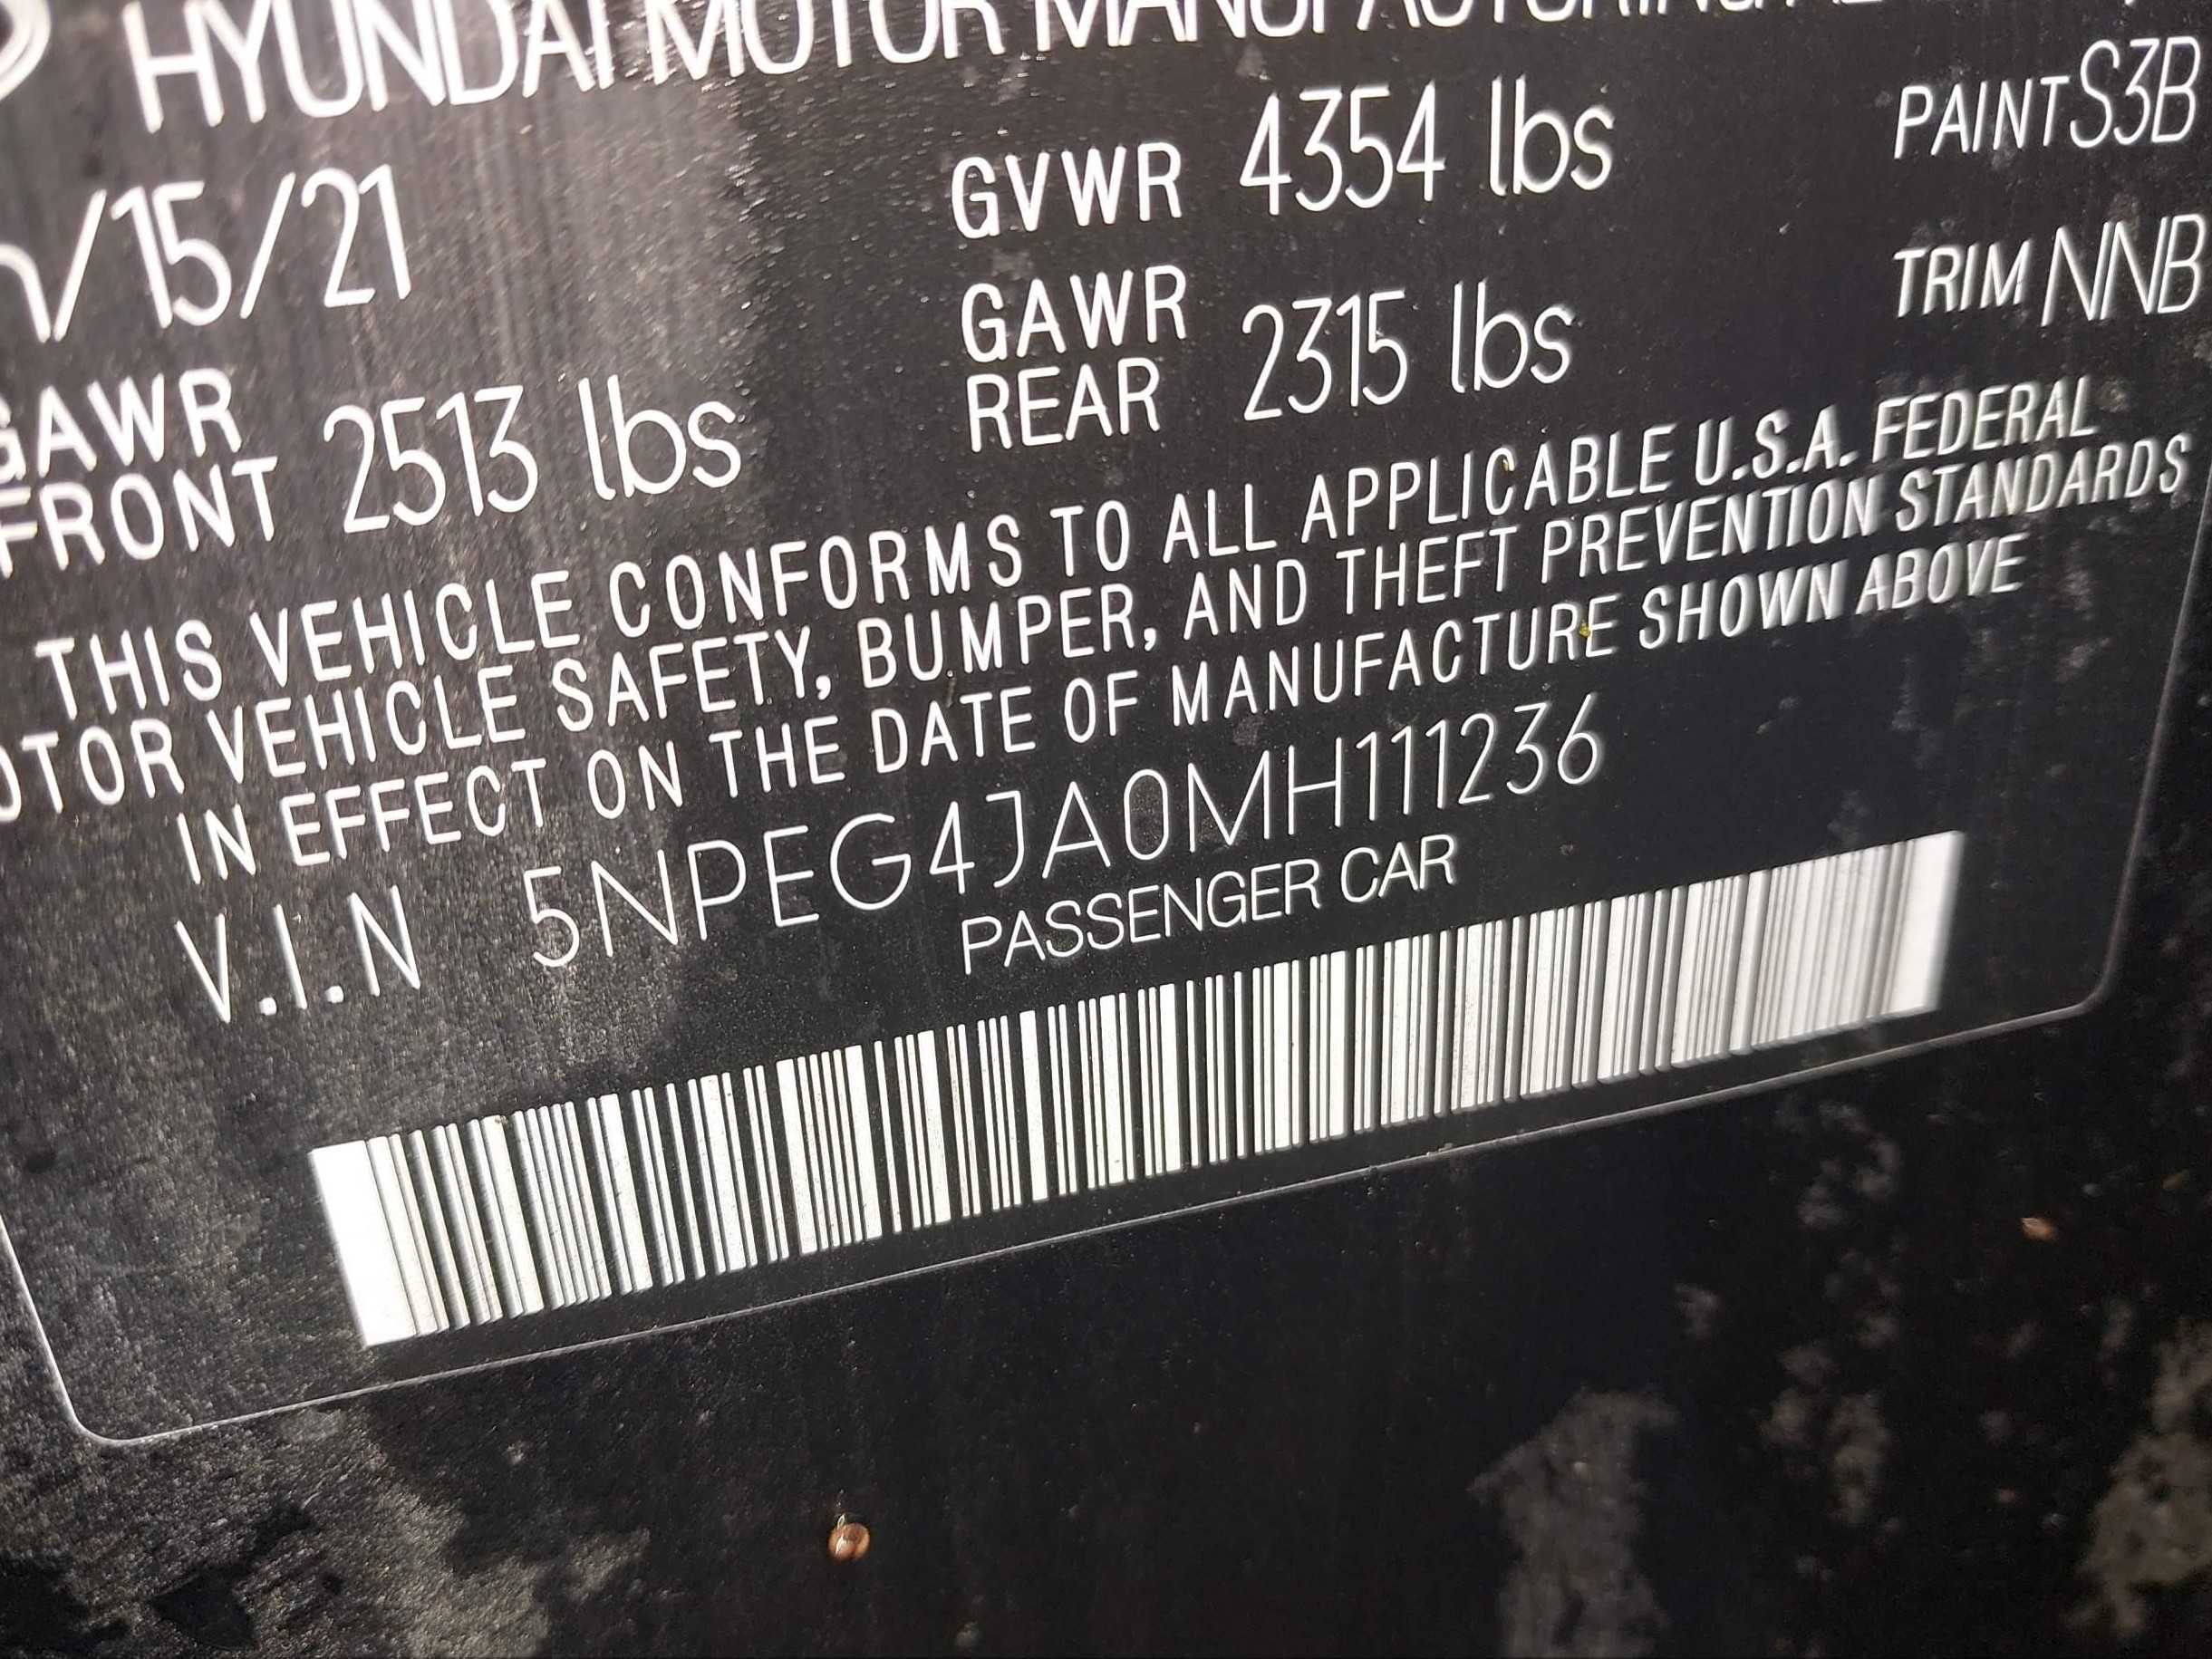 HYUNDAI MOTOR MANUFACTURING
/15/21
GVWR 4354 lbs
PAINT S3B
GAWR FRONT 2513 lbs
GAWR REAR 2315 lbs
TRIM NNB
THIS VEHICLE CONFORMS TO ALL APPLICABLE U.S.A. FEDERAL
OTOR VEHICLE SAFETY, BUMPER, AND THEFT PREVENTION STANDARDS
IN EFFECT ON THE DATE OF MANUFACTURE SHOWN ABOVE
V.I.N 5NPEG4JA0MH111236
PASSENGER CAR